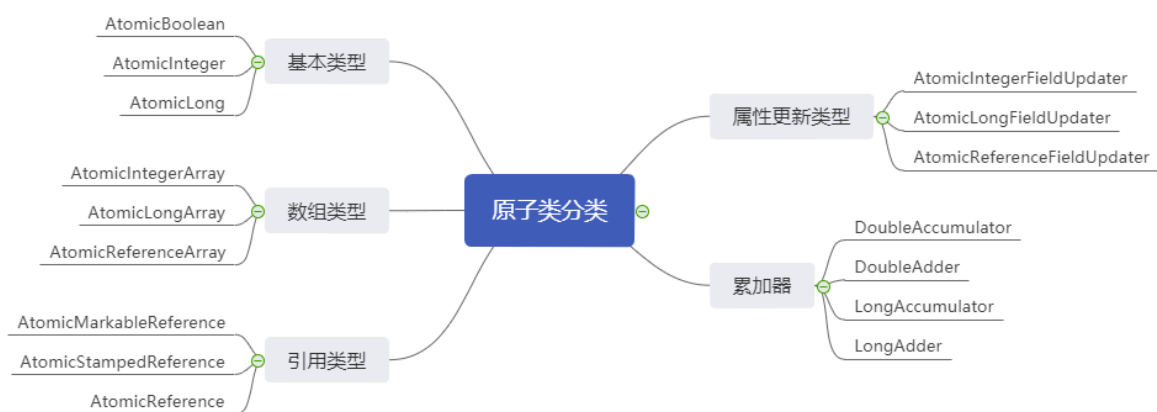 原子类分类
基本类型
AtomicBoolean
AtomicInteger
AtomicLong
数组类型
AtomicIntegerArray
AtomicLongArray
AtomicReferenceArray
引用类型
AtomicMarkableReference
AtomicStampedReference
AtomicReference
属性更新类型
AtomicIntegerFieldUpdater
AtomicLongFieldUpdater
AtomicReferenceFieldUpdater
累加器
DoubleAccumulator
DoubleAdder
LongAccumulator
LongAdder